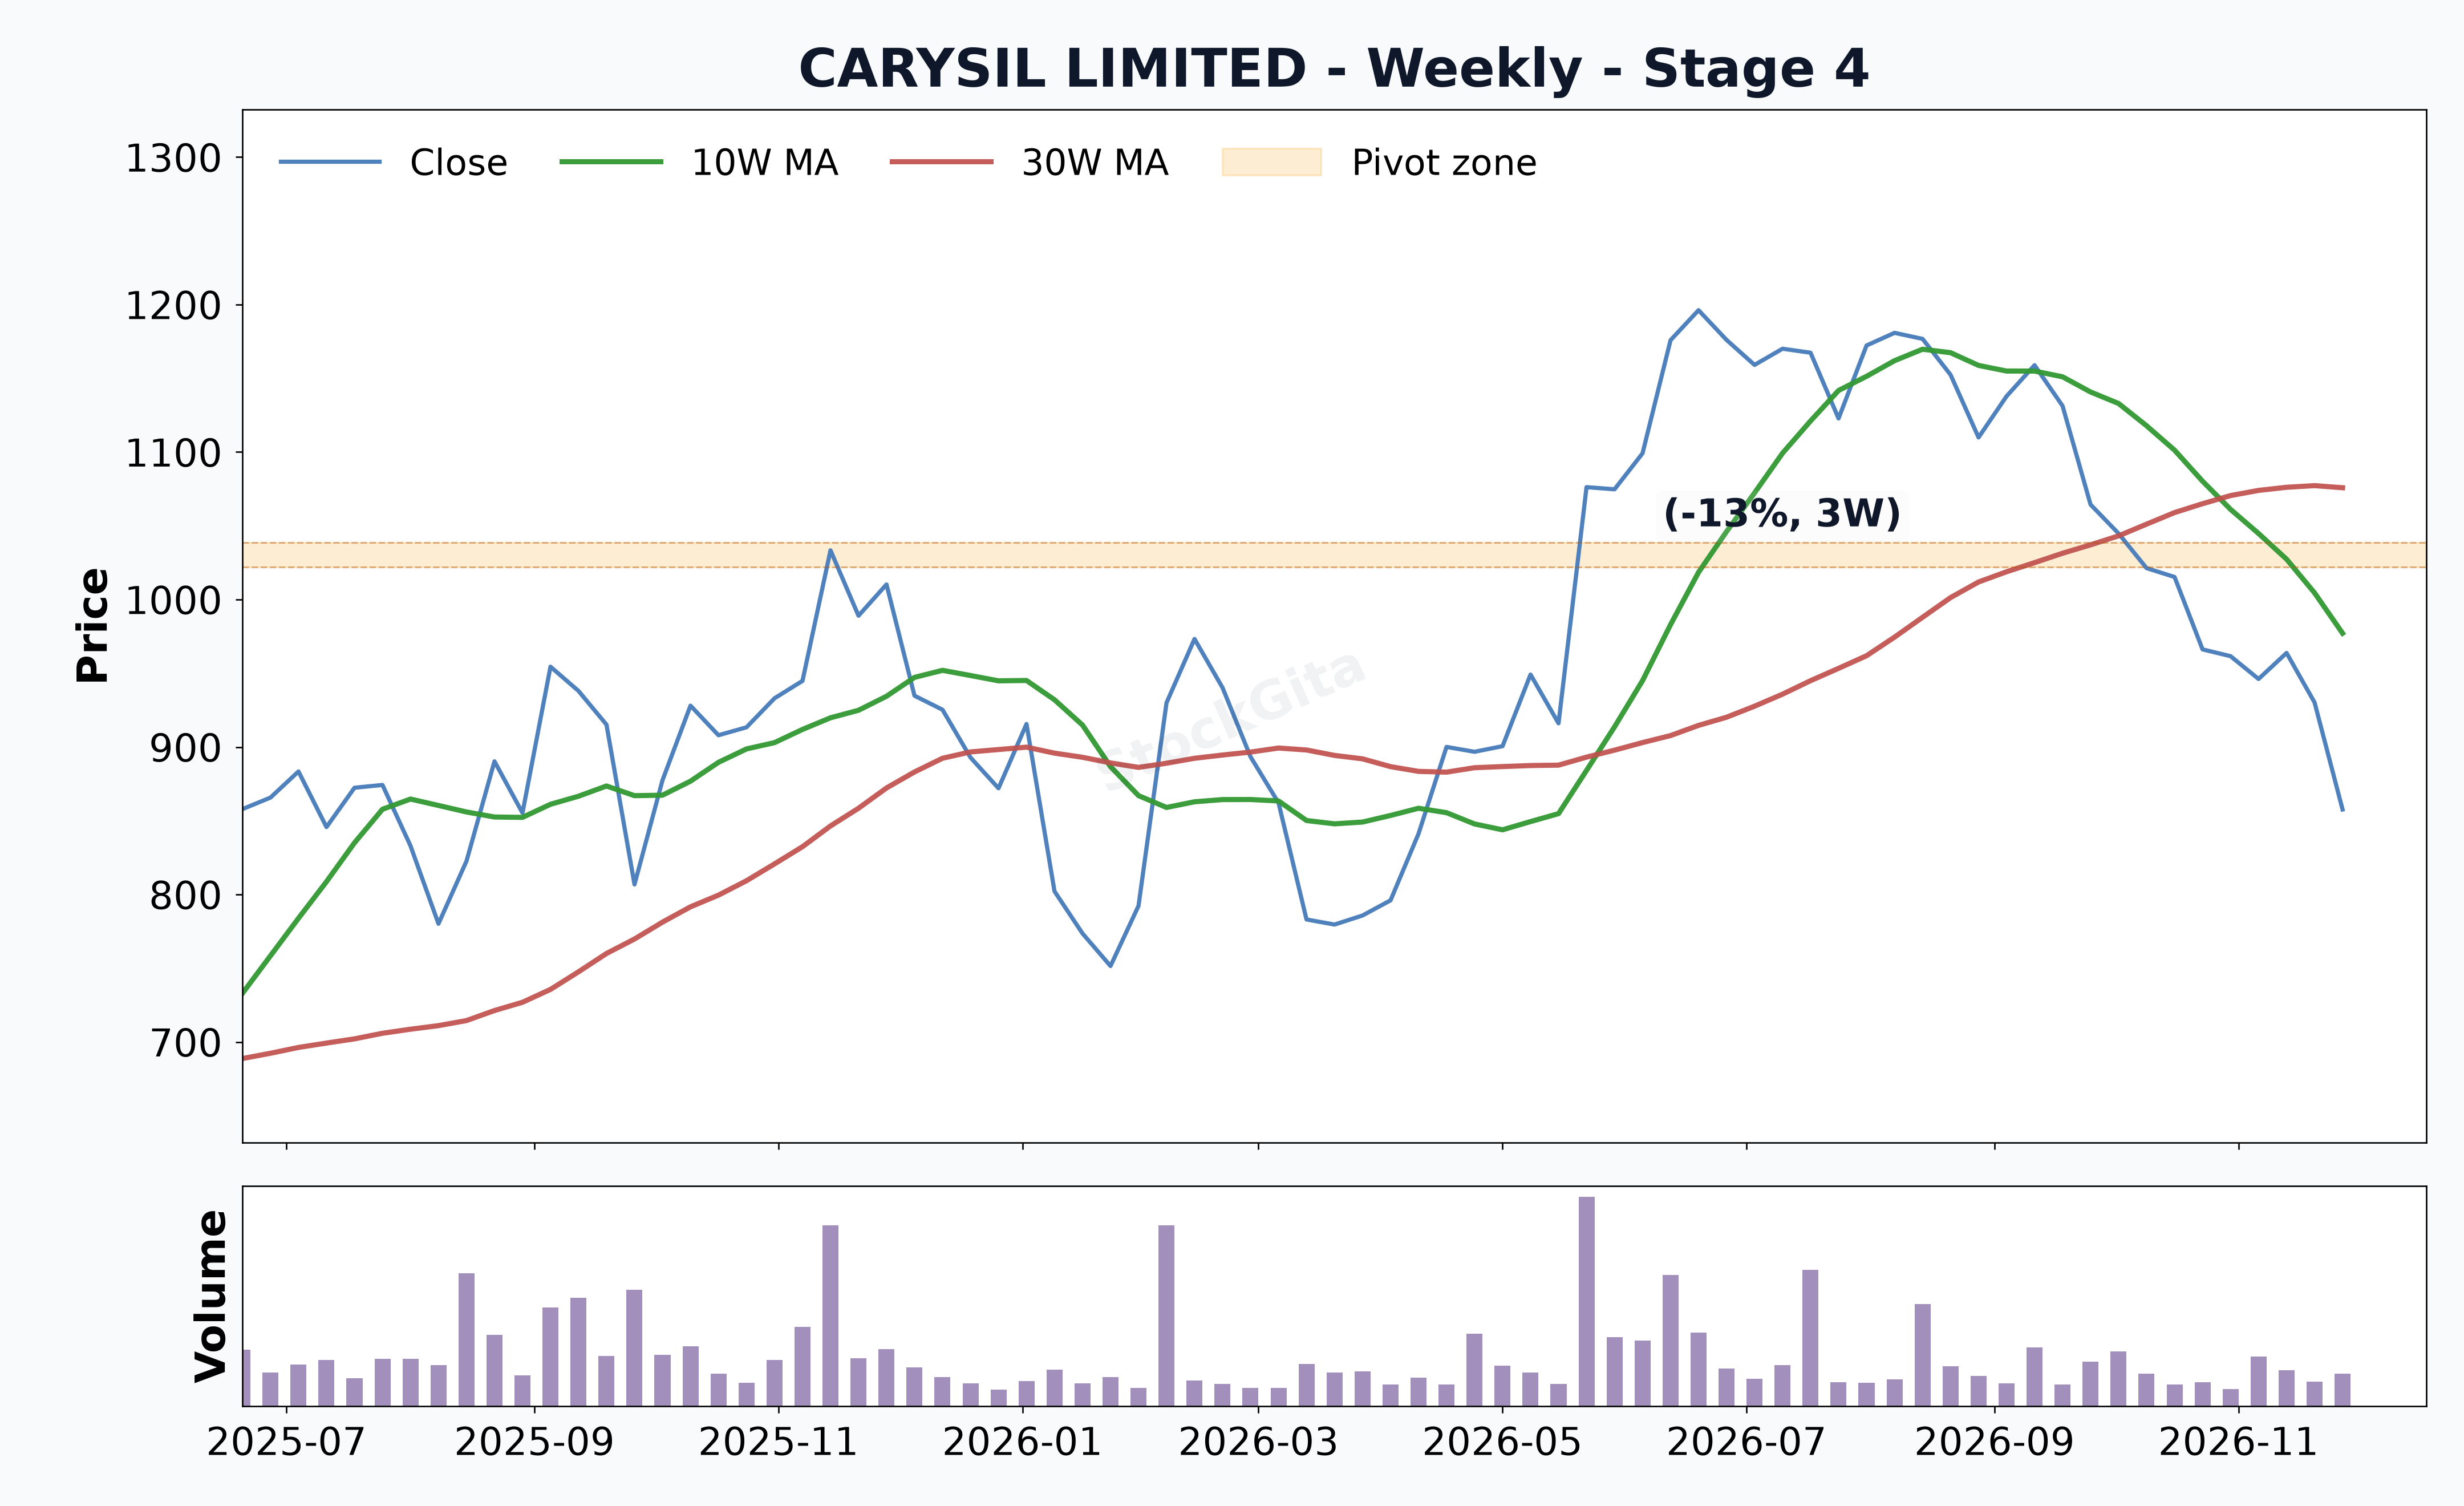 CARYSIL LIMITED - Weekly - Stage 4
Close 10W MA 30W MA Pivot zone
1300
1200
1100
1000
900
800
700
Price
(-13%, 3W)
StockGita
Volume
2025-07 2025-09 2025-11 2026-01 2026-03 2026-05 2026-07 2026-09 2026-11